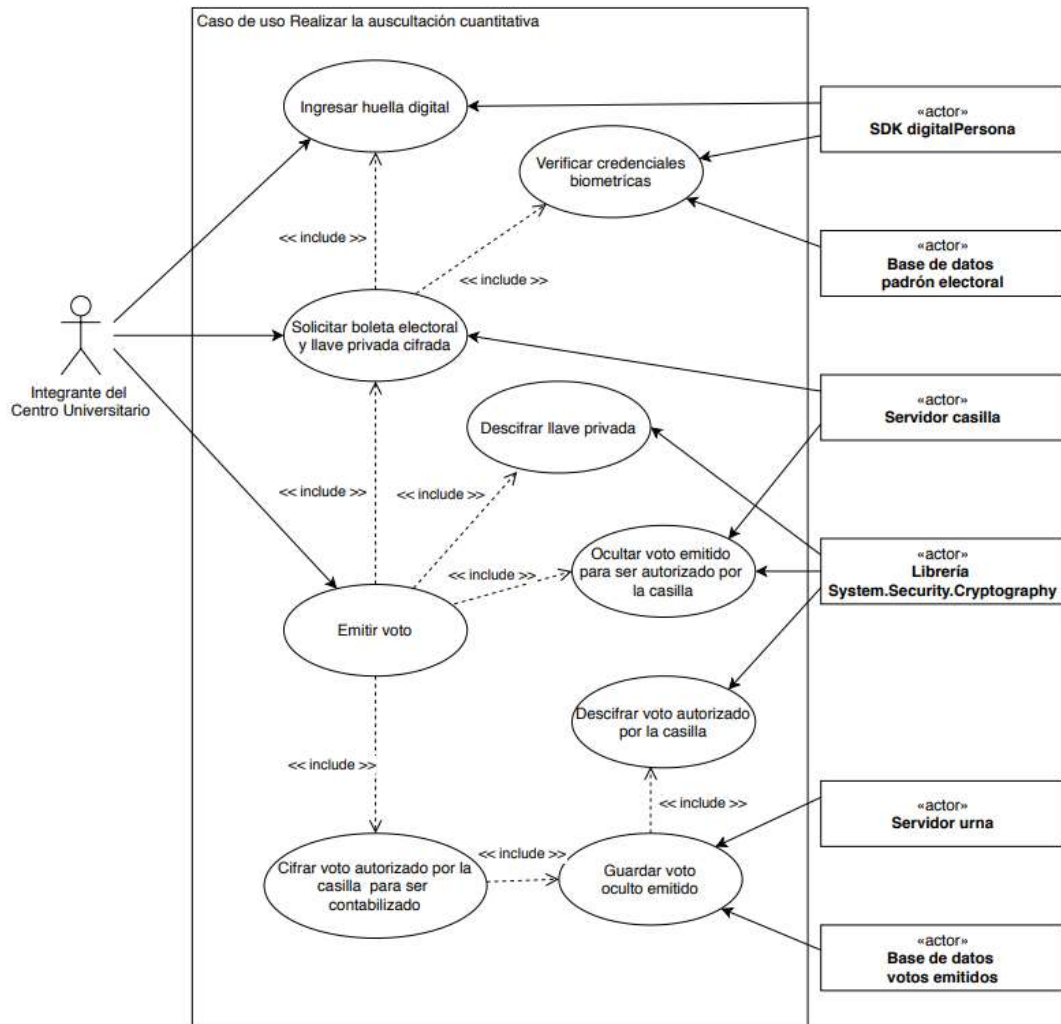 Caso de uso Realizar la auscultación cuantitativa
Ingresar huella digital
«actor»
SDK digitalPersona
Verificar credenciales
biometricas
<< include >>
<< include >>
«actor»
Base de datos
padrón electoral
Solicitar boleta electoral
y llave privada cifrada
Integrante del
Centro Universitario
«actor»
Servidor casilla
Descifrar llave privada
<< include >>
<< include >>
Ocultar voto emitido
para ser autorizado por
la casilla
<< include >>
«actor»
Librería
System.Security.Cryptography
Emitir voto
Descifrar voto autorizado
por la casilla
<< include >>
<< include >>
«actor»
Servidor urna
Cifrar voto autorizado por la
casilla para ser
contabilizado
<< include >>
Guardar voto
oculto emitido
«actor»
Base de datos
votos emitidos